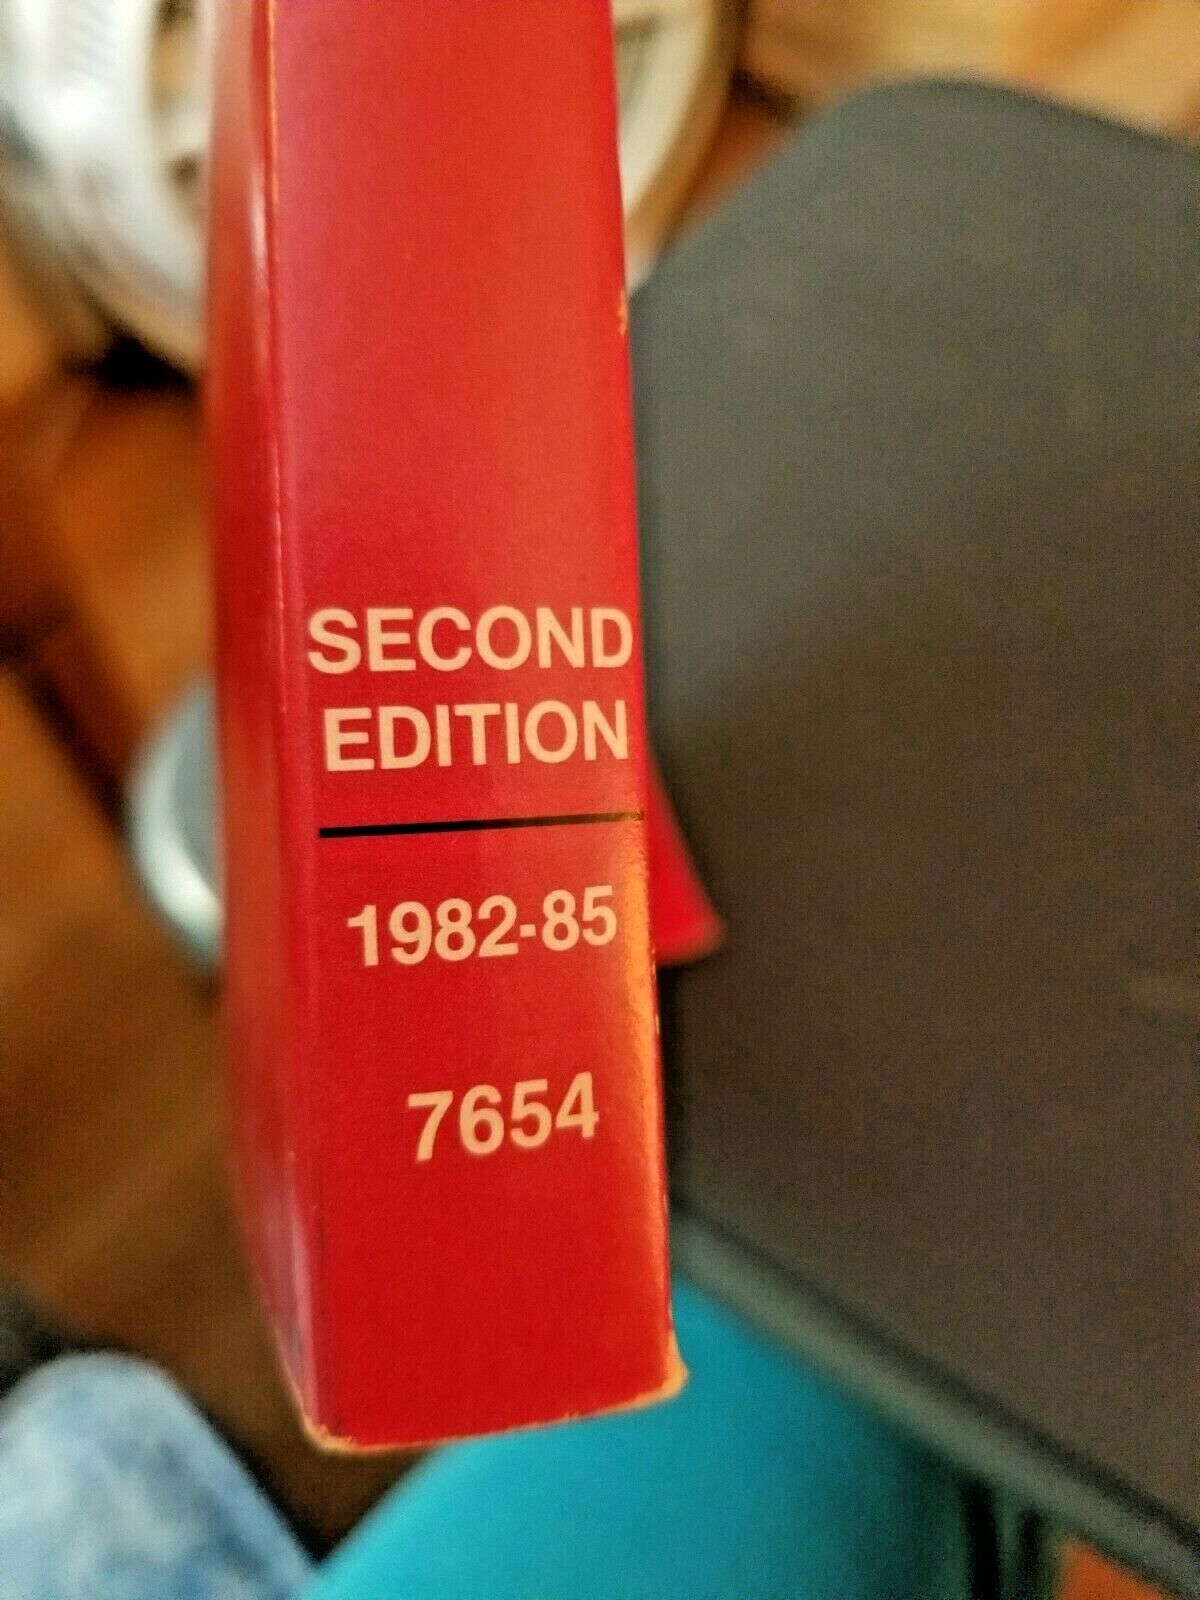 SECOND
EDITION
1982-85
7654